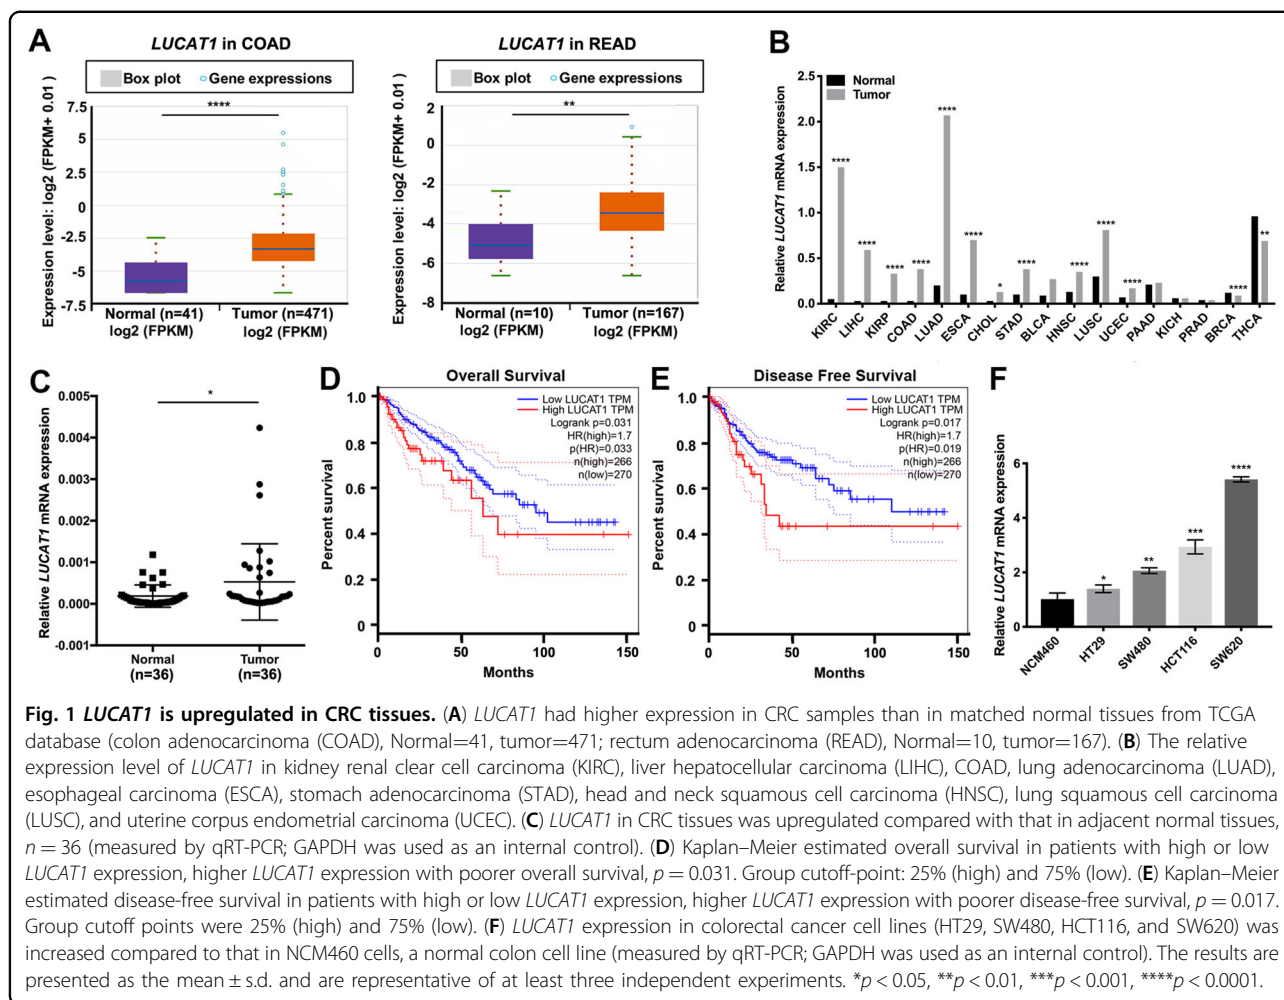 A
LUCAT1 in COAD
Box plot
Gene expressions
Expression level: log2 (FPKM+ 0.01 )
7.5
5
2.5
0
-2.5
-5
-7.5
****
Normal (n=41)
log2 (FPKM)
Tumor (n=471)
log2 (FPKM)
LUCAT1 in READ
Box plot
Gene expressions
Expression level: log2 (FPKM+ 0.01 )
2
0
-2
-4
-6
-8
**
Normal (n=10)
log2 (FPKM)
Tumor (n=167)
log2 (FPKM)
B
Normal
Tumor
Relative LUCAT1 mRNA expression
2.5
2.0
1.5
1.0
0.5
0.0
****
****
****
****
****
****
*
****
****
****
****
****
**
KIRC
LIHC
KIRP
COAD
LUAD
ESCA
CHOL
STAD
BLCA
HNSC
LUSC
UCEC
PAAD
KICH
PRAD
BRCA
THCA
C
Relative LUCAT1 mRNA expression
0.005
0.004
0.003
0.002
0.001
0.000
-0.001
*
Normal
(n=36)
Tumor
(n=36)
D
Overall Survival
Low LUCAT1 TPM
High LUCAT1 TPM
Logrank p=0.031
HR(high)=1.7
p(HR)=0.033
n(high)=266
n(low)=270
Percent survival
1.0
0.8
0.6
0.4
0.2
0
0
50
100
150
Months
E
Disease Free Survival
Low LUCAT1 TPM
High LUCAT1 TPM
Logrank p=0.017
HR(high)=1.7
p(HR)=0.019
n(high)=266
n(low)=270
Percent survival
1.0
0.8
0.6
0.4
0.2
0
0
50
100
150
Months
F
Relative LUCAT1 mRNA expression
6
4
2
0
*
**
***
****
NCM460
HT29
SW480
HCT116
SW620
Fig. 1 LUCAT1 is upregulated in CRC tissues. (A) LUCAT1 had higher expression in CRC samples than in matched normal tissues from TCGA
database (colon adenocarcinoma (COAD), Normal=41, tumor=471; rectum adenocarcinoma (READ), Normal=10, tumor=167). (B) The relative
expression level of LUCAT1 in kidney renal clear cell carcinoma (KIRC), liver hepatocellular carcinoma (LIHC), COAD, lung adenocarcinoma (LUAD),
esophageal carcinoma (ESCA), stomach adenocarcinoma (STAD), head and neck squamous cell carcinoma (HNSC), lung squamous cell carcinoma
(LUSC), and uterine corpus endometrial carcinoma (UCEC). (C) LUCAT1 in CRC tissues was upregulated compared with that in adjacent normal tissues,
n = 36 (measured by qRT-PCR; GAPDH was used as an internal control). (D) Kaplan–Meier estimated overall survival in patients with high or low
LUCAT1 expression, higher LUCAT1 expression with poorer overall survival, p = 0.031. Group cutoff-point: 25% (high) and 75% (low). (E) Kaplan–Meier
estimated disease-free survival in patients with high or low LUCAT1 expression, higher LUCAT1 expression with poorer disease-free survival, p = 0.017.
Group cutoff points were 25% (high) and 75% (low). (F) LUCAT1 expression in colorectal cancer cell lines (HT29, SW480, HCT116, and SW620) was
increased compared to that in NCM460 cells, a normal colon cell line (measured by qRT-PCR; GAPDH was used as an internal control). The results are
presented as the mean ± s.d. and are representative of at least three independent experiments. *p < 0.05, **p < 0.01, ***p < 0.001, ****p < 0.0001.